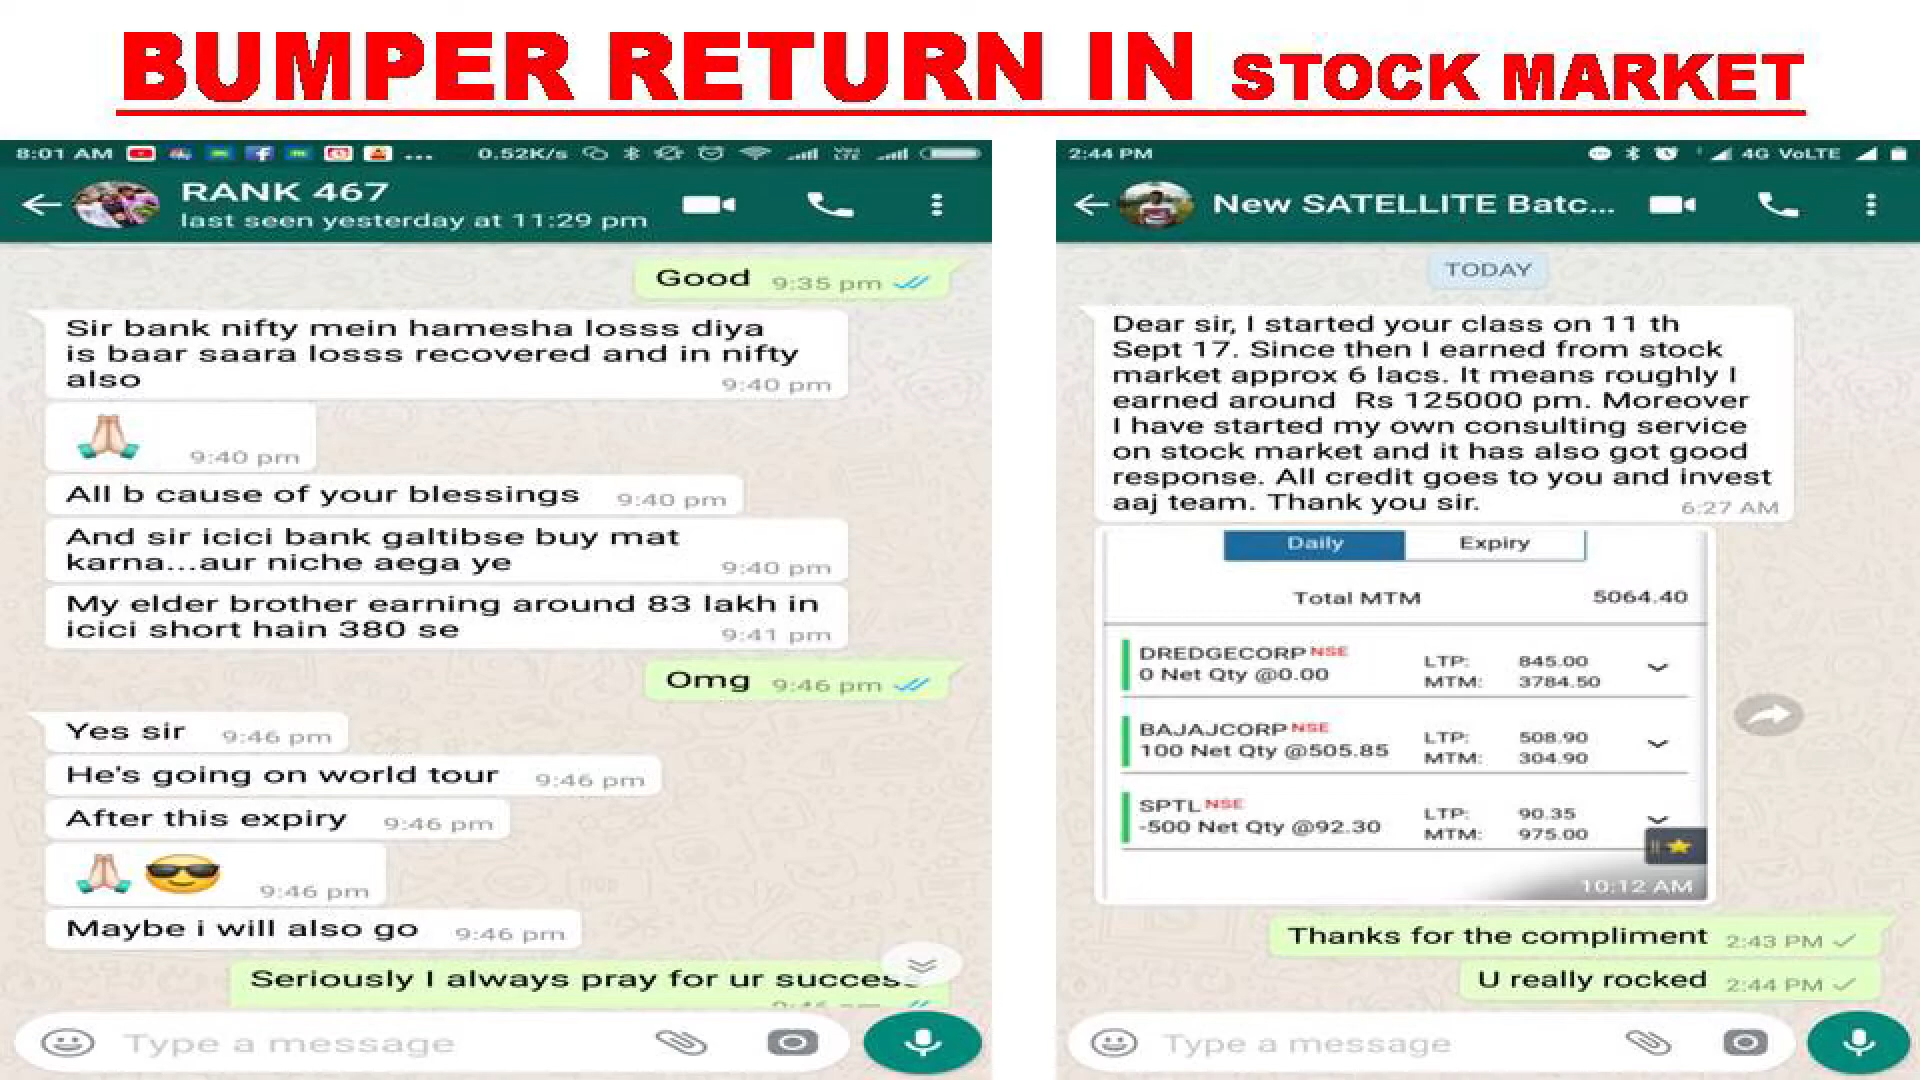 BUMPER RETURN IN STOCK MARKET
8:01 AM
0.52K/s
RANK 467
last seen yesterday at 11:29 pm
Good 9:35 pm
Sir bank nifty mein hamesha losss diya
is baar saara losss recovered and in nifty
also 9:40 pm
9:40 pm
All b cause of your blessings 9:40 pm
And sir icici bank galtibse buy mat
karna...aur niche aega ye 9:40 pm
My elder brother earning around 83 lakh in
icici short hain 380 se 9:41 pm
Omg 9:46 pm
Yes sir 9:46 pm
He's going on world tour 9:46 pm
After this expiry 9:46 pm
9:46 pm
Maybe i will also go 9:46 pm
Seriously I always pray for ur success
Type a message
2:44 PM
4G VoLTE
New SATELLITE Batc...
TODAY
Dear sir, I started your class on 11 th
Sept 17. Since then I earned from stock
market approx 6 lacs. It means roughly I
earned around Rs 125000 pm. Moreover
I have started my own consulting service
on stock market and it has also got good
response. All credit goes to you and invest
aaj team. Thank you sir. 6:27 AM
Daily Expiry
Total MTM 5064.40
DREDGECORP NSE LTP: 845.00
0 Net Qty @0.00 MTM: 3784.50
BAJAJCORP NSE LTP: 508.90
100 Net Qty @505.85 MTM: 304.90
SPTL NSE LTP: 90.35
-500 Net Qty @92.30 MTM: 975.00
10:12 AM
Thanks for the compliment 2:43 PM
U really rocked 2:44 PM
Type a message